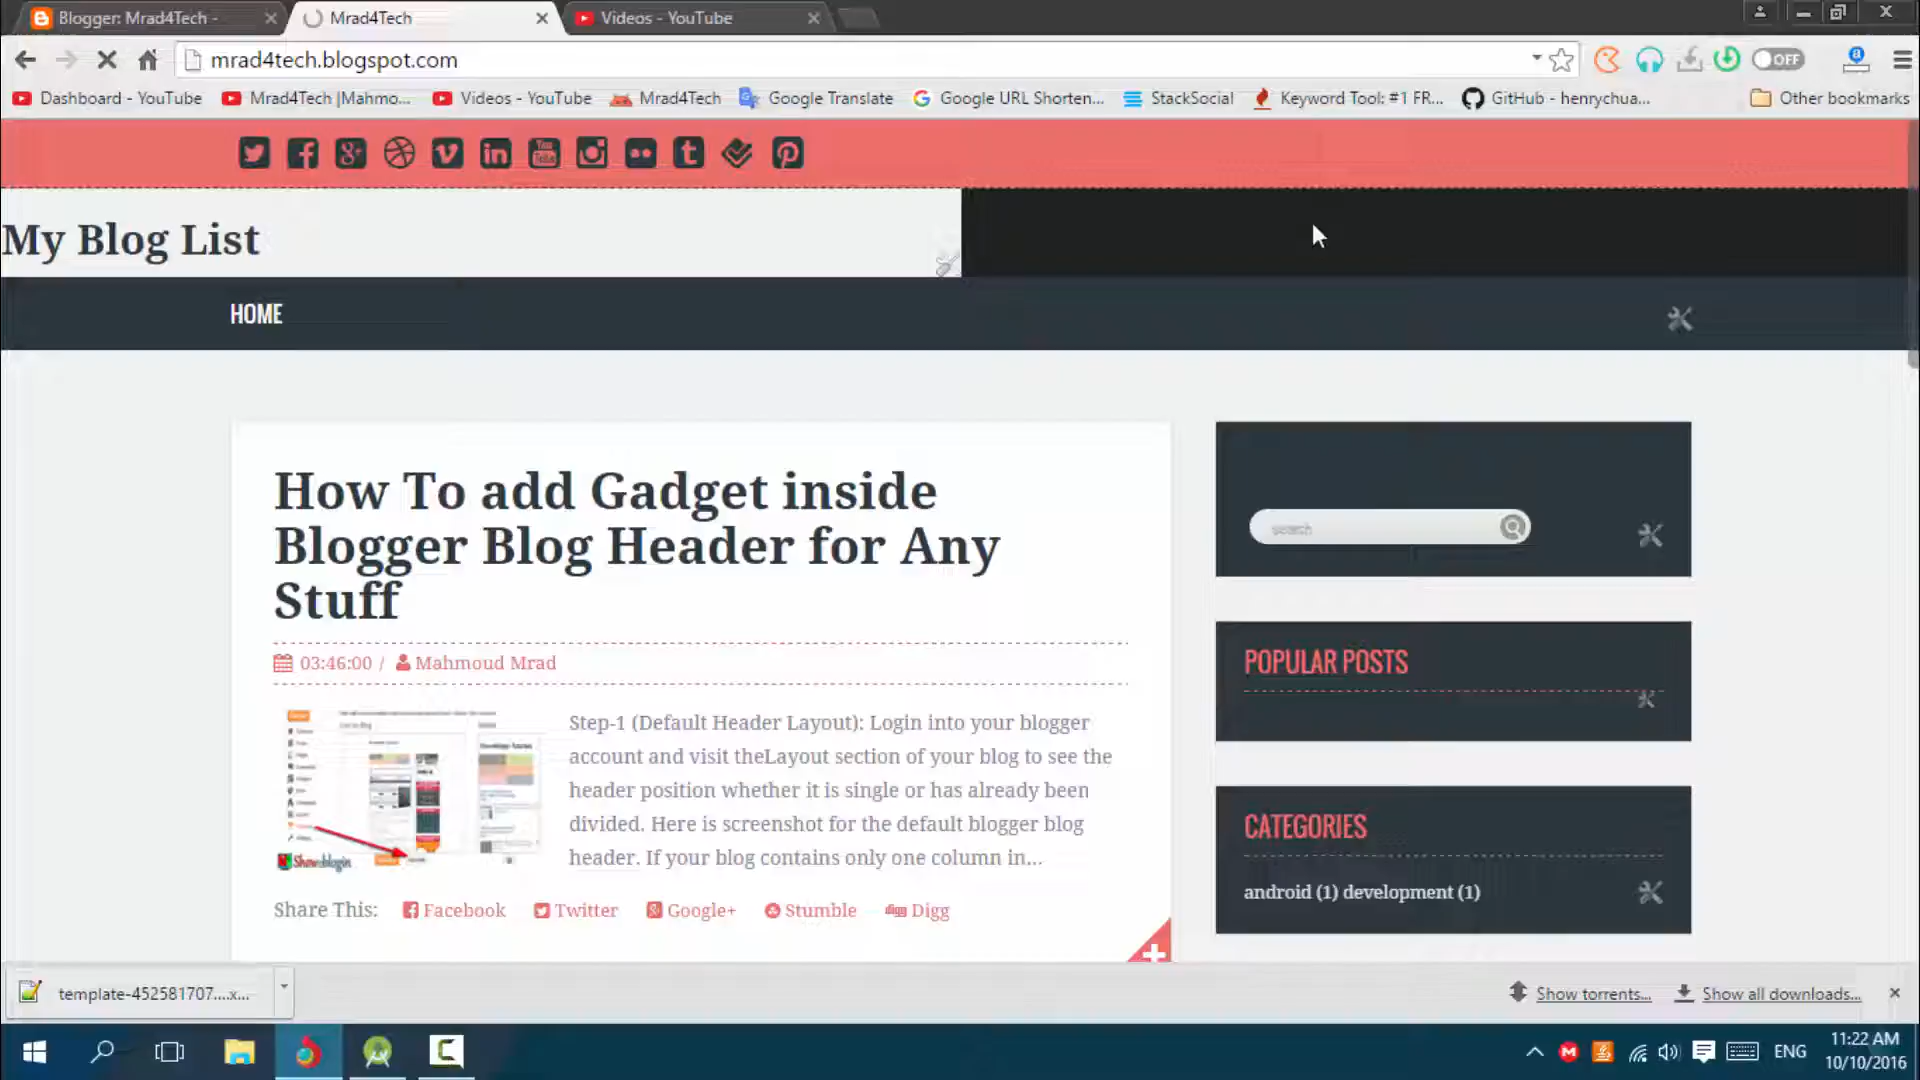 Blogger: Mrad4Tech -
Mrad4Tech
Videos - YouTube
mrad4tech.blogspot.com
OFF
Dashboard - YouTube
Mrad4Tech |Mahmo...
Videos - YouTube
Mrad4Tech
Google Translate
Google URL Shorten...
StackSocial
Keyword Tool: #1 FR...
GitHub - henrychua...
Other bookmarks
My Blog List
HOME
How To add Gadget inside
Blogger Blog Header for Any
Stuff
03:46:00 / Mahmoud Mrad
Step-1 (Default Header Layout): Login into your blogger
account and visit theLayout section of your blog to see the
header position whether it is single or has already been
divided. Here is screenshot for the default blogger blog
header. If your blog contains only one column in...
Share This: Facebook Twitter Google+ Stumble Digg
search
POPULAR POSTS
CATEGORIES
android (1) development (1)
template-452581707....x...
Show torrents...
Show all downloads...
ENG
11:22 AM
10/10/2016